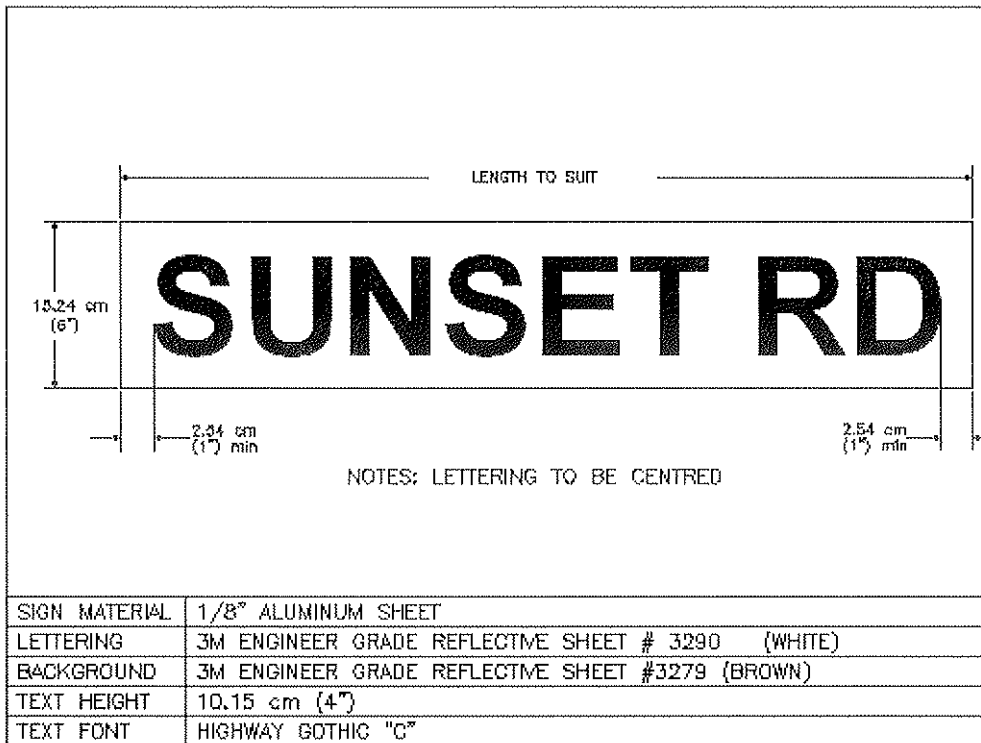 LENGTH TO SUIT
SUNSET RD
15.24 cm
(6")
2.54 cm
(1") min
2.54 cm
(1") min
NOTES: LETTERING TO BE CENTRED
SIGN MATERIAL 1/8" ALUMINUM SHEET
LETTERING 3M ENGINEER GRADE REFLECTIVE SHEET # 3290 (WHITE)
BACKGROUND 3M ENGINEER GRADE REFLECTIVE SHEET #3279 (BROWN)
TEXT HEIGHT 10.15 cm (4")
TEXT FONT HIGHWAY GOTHIC "C"